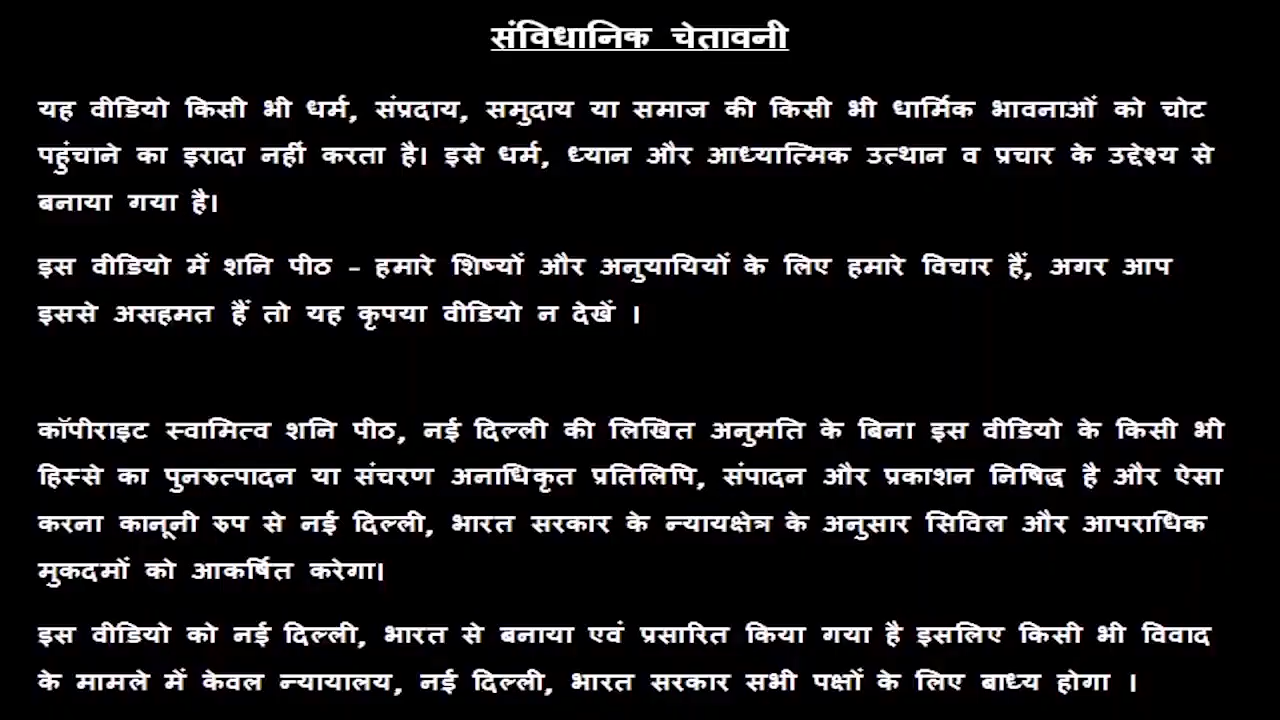 संविधानिक चेतावनी
यह वीडियो किसी भी धर्म, संप्रदाय, समुदाय या समाज की किसी भी धार्मिक भावनाओं को चोट
पहुंचाने का इरादा नहीं करता है। इसे धर्म, ध्यान और आध्यात्मिक उत्थान व प्रचार के उद्देश्य से
बनाया गया है।
इस वीडियो में शनि पीठ – हमारे शिष्यों और अनुयायियों के लिए हमारे विचार हैं, अगर आप
इससे असहमत हैं तो यह कृपया वीडियो न देखें ।
कॉपीराइट स्वामित्व शनि पीठ, नई दिल्ली की लिखित अनुमति के बिना इस वीडियो के किसी भी
हिस्से का पुनरुत्पादन या संचरण अनाधिकृत प्रतिलिपि, संपादन और प्रकाशन निषिद्ध है और ऐसा
करना कानूनी रुप से नई दिल्ली, भारत सरकार के न्यायक्षेत्र के अनुसार सिविल और आपराधिक
मुकदमों को आकर्षित करेगा।
इस वीडियो को नई दिल्ली, भारत से बनाया एवं प्रसारित किया गया है इसलिए किसी भी विवाद
के मामले में केवल न्यायालय, नई दिल्ली, भारत सरकार सभी पक्षों के लिए बाध्य होगा ।